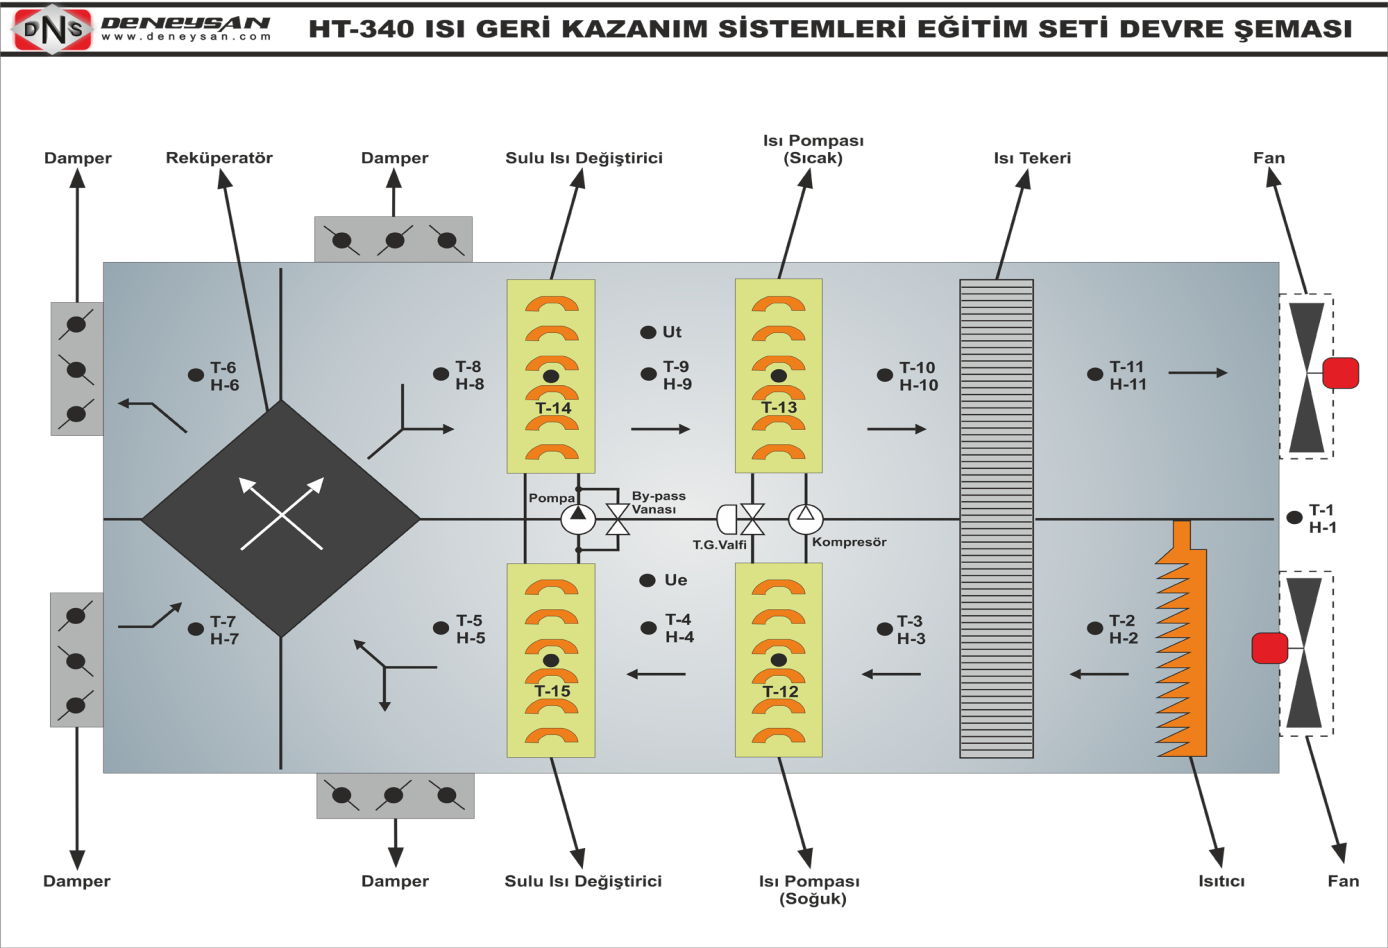 DNS
DENEYSAN
www.deneysan.com
HT-340 ISI GERİ KAZANIM SİSTEMLERİ EĞİTİM SETİ DEVRE ŞEMASI
Damper
Reküperatör
Damper
Sulu Isı Değiştirici
Isı Pompası
(Sıcak)
Isı Tekeri
Fan
T-6
H-6
T-8
H-8
T-14
Ut
T-9
H-9
T-13
T-10
H-10
T-11
H-11
Pompa
By-pass
Vanası
T.G.Valfi
Kompresör
T-1
H-1
T-7
H-7
T-5
H-5
T-15
Ue
T-4
H-4
T-12
T-3
H-3
T-2
H-2
Damper
Damper
Sulu Isı Değiştirici
Isı Pompası
(Soğuk)
Isıtıcı
Fan